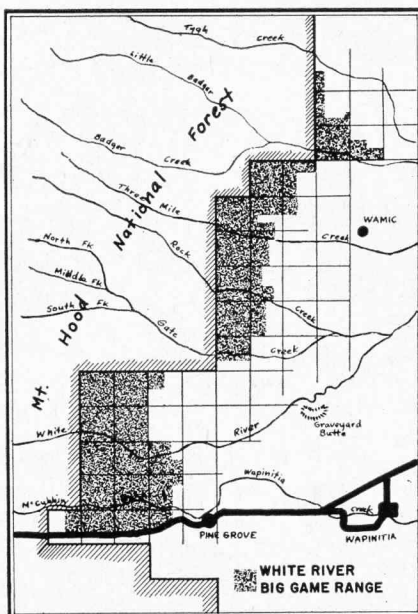 Tygh Creek
Little Badger
Badger Creek
Three Mile Creek
Rock Creek
North Fk
Middle Fk
South Fk
Gate Creek
Mt. Hood National Forest
WAMIC
White River
Graveyard
Butte
McCubbin
Wapinitia Creek
PINE GROVE
WAPINITIA
WHITE RIVER
BIG GAME RANGE